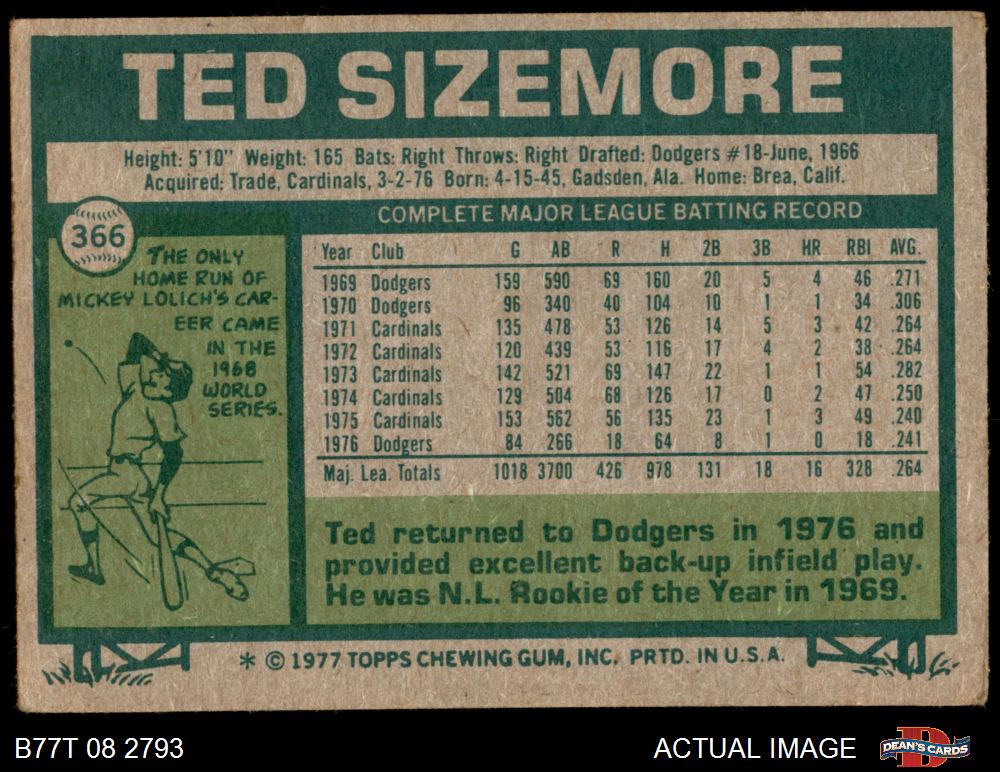 TED SIZEMORE
Height: 5'10" Weight: 165 Bats: Right Throws: Right Drafted: Dodgers #18-June, 1966
Acquired: Trade, Cardinals, 3-2-76 Born: 4-15-45, Gadsden, Ala. Home: Brea, Calif.
366
THE ONLY
HOME RUN OF
MICKEY LOLICH'S CAR-
EER CAME
IN THE
1968
WORLD
SERIES.
COMPLETE MAJOR LEAGUE BATTING RECORD
Year Club G AB R H 2B 3B HR RBI AVG.
1969 Dodgers 159 590 69 160 20 5 4 46 .271
1970 Dodgers 96 340 40 104 10 1 1 34 .306
1971 Cardinals 135 478 53 126 14 5 3 42 .264
1972 Cardinals 120 439 53 116 17 4 2 38 .264
1973 Cardinals 142 521 69 147 22 1 1 54 .282
1974 Cardinals 129 504 68 126 17 0 2 47 .250
1975 Cardinals 153 562 56 135 23 1 3 49 .240
1976 Dodgers 84 266 18 64 8 1 0 18 .241
Maj. Lea. Totals 1018 3700 426 978 131 18 16 328 .264
Ted returned to Dodgers in 1976 and
provided excellent back-up infield play.
He was N.L. Rookie of the Year in 1969.
* © 1977 TOPPS CHEWING GUM, INC. PRTD. IN U.S.A.
B77T 08 2793
ACTUAL IMAGE
D
DEAN'S CARDS